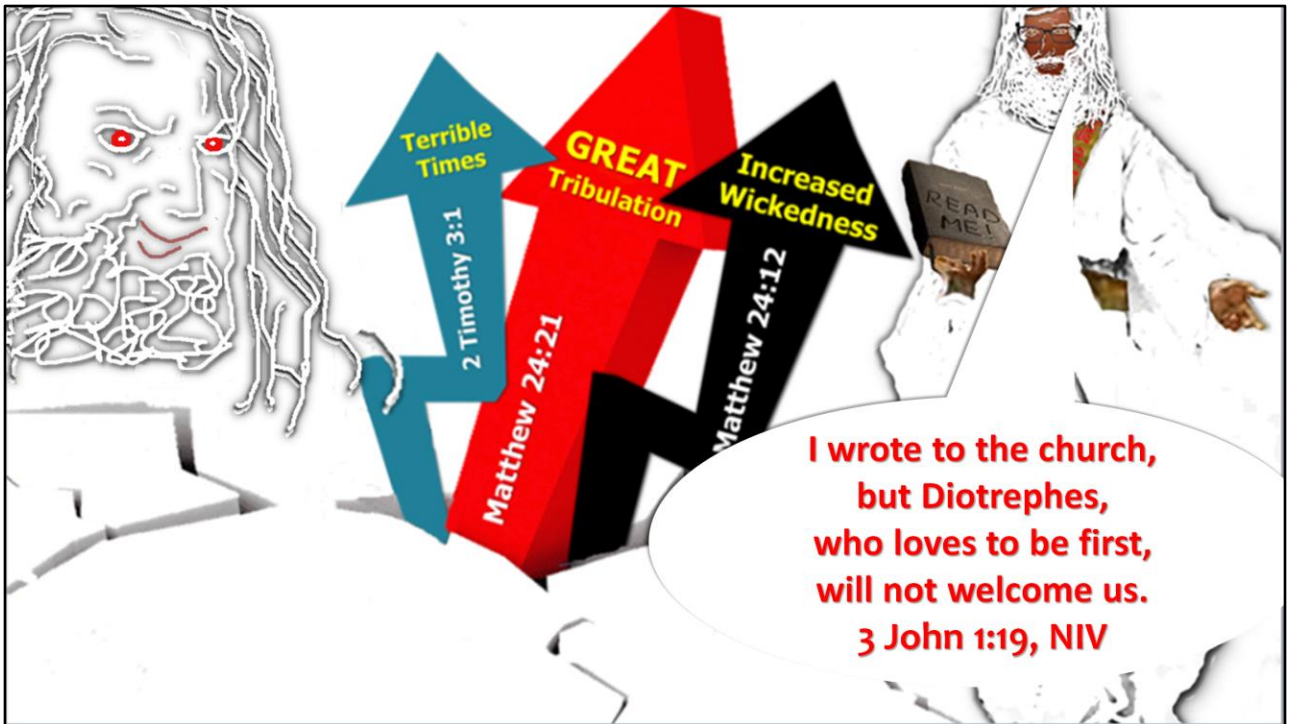 Terrible
Times
2 Timothy 3:1
GREAT
Tribulation
Matthew 24:21
Increased
Wickedness
Matthew 24:12
READ
ME!
I wrote to the church,
but Diotrephes,
who loves to be first,
will not welcome us.
3 John 1:19, NIV